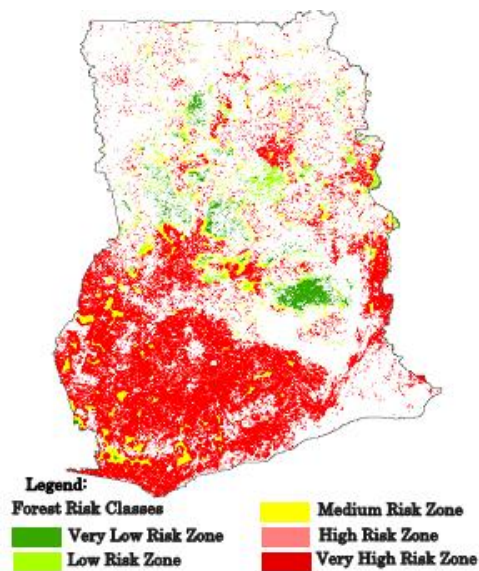 Legend:
Forest Risk Classes
Very Low Risk Zone
Low Risk Zone
Medium Risk Zone
High Risk Zone
Very High Risk Zone